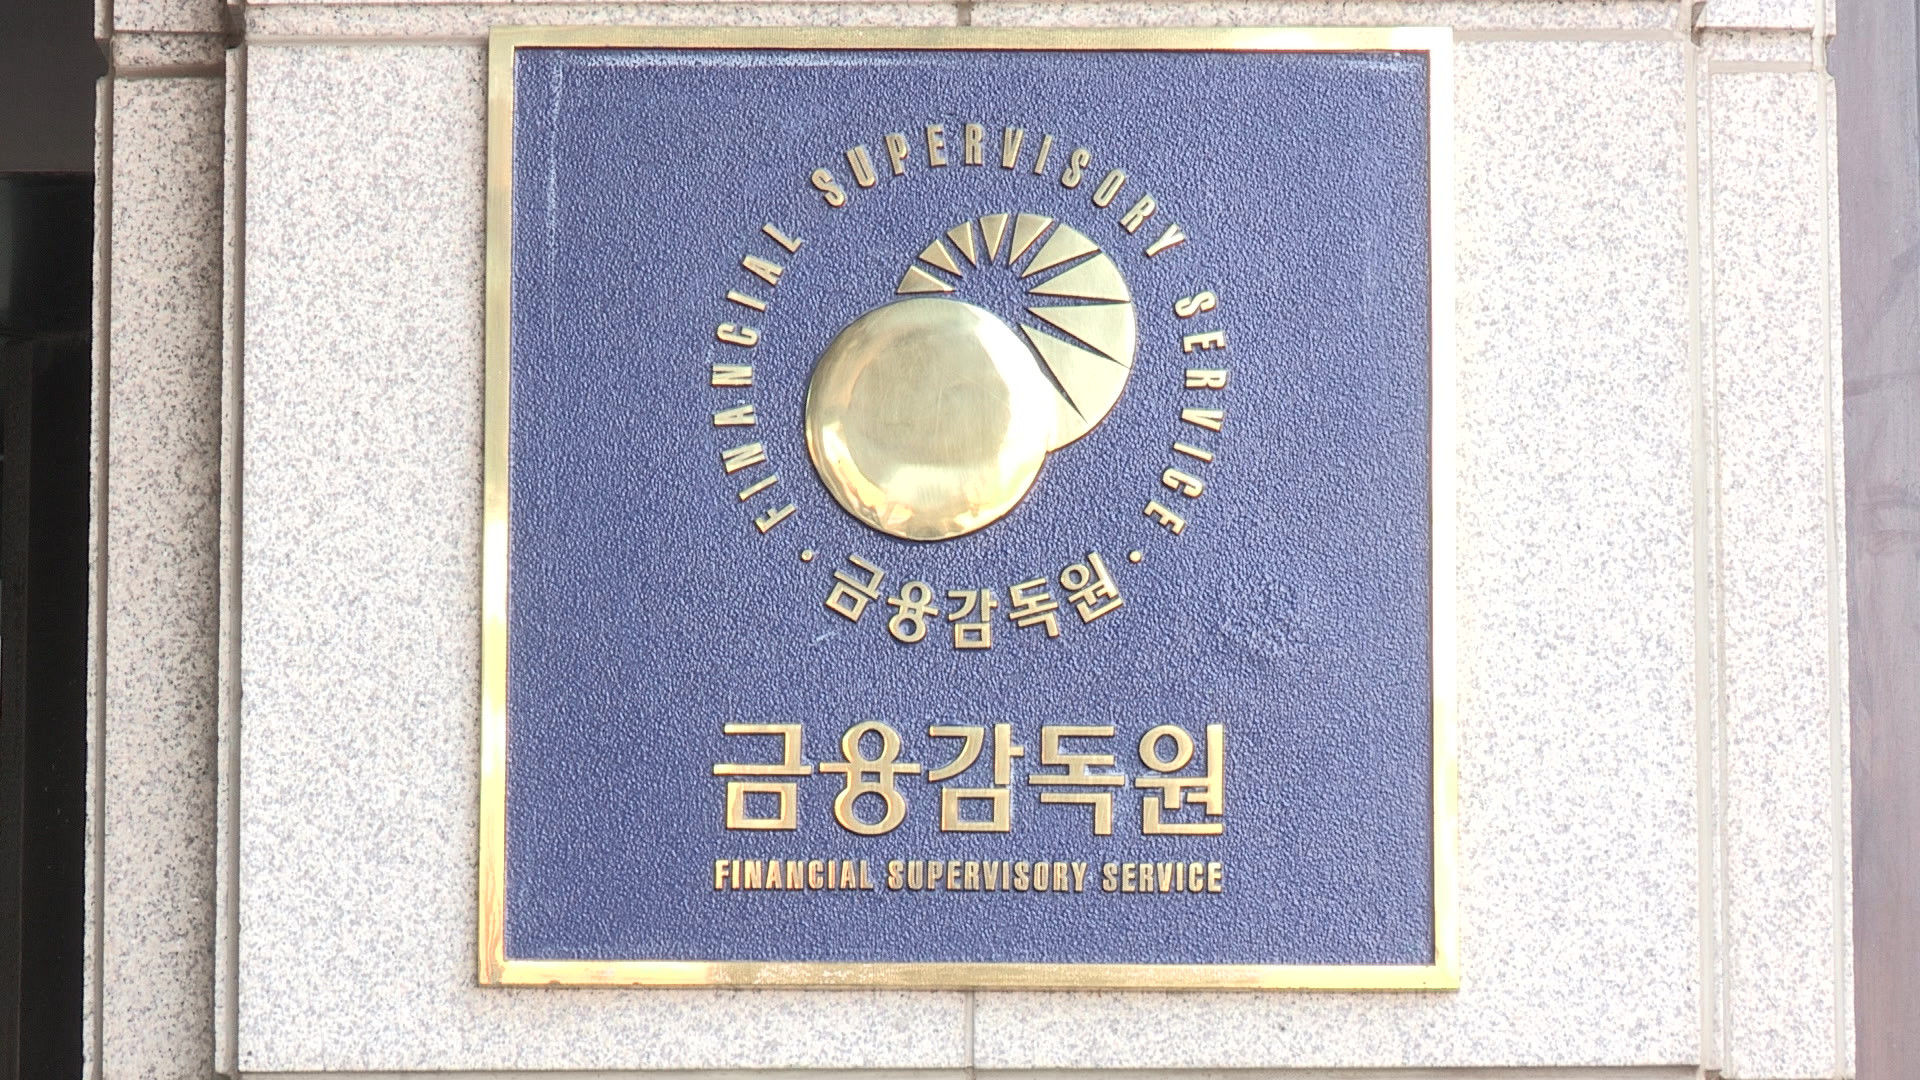 FINANCIAL SUPERVISORY SERVICE
• 금융감독원 •
금융감독원
FINANCIAL SUPERVISORY SERVICE